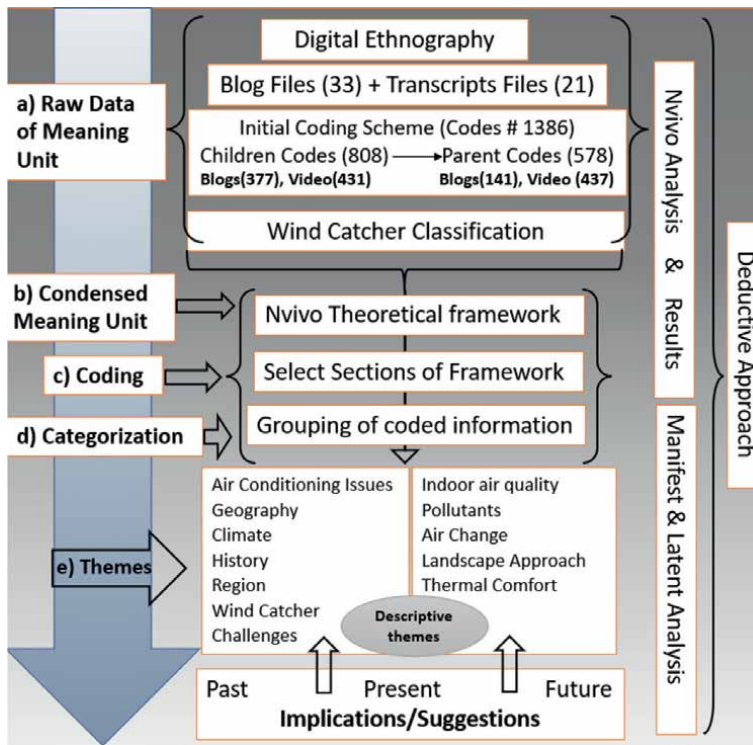 Digital Ethnography
Blog Files (33) + Transcripts Files (21)
a) Raw Data
of Meaning
Unit
Initial Coding Scheme (Codes # 1386)
Children Codes (808) Parent Codes (578)
Blogs(377), Video(431) Blogs(141), Video (437)
Wind Catcher Classification
b) Condensed
Meaning Unit
Nvivo Theoretical framework
c) Coding
Select Sections of Framework
d) Categorization
Grouping of coded information
e) Themes
Air Conditioning Issues
Geography
Climate
History
Region
Wind Catcher
Challenges
Indoor air quality
Pollutants
Air Change
Landscape Approach
Thermal Comfort
Descriptive
themes
Past Present Future
Implications/Suggestions
Nvivo Analysis & Results
Manifest & Latent Analysis
Deductive Approach